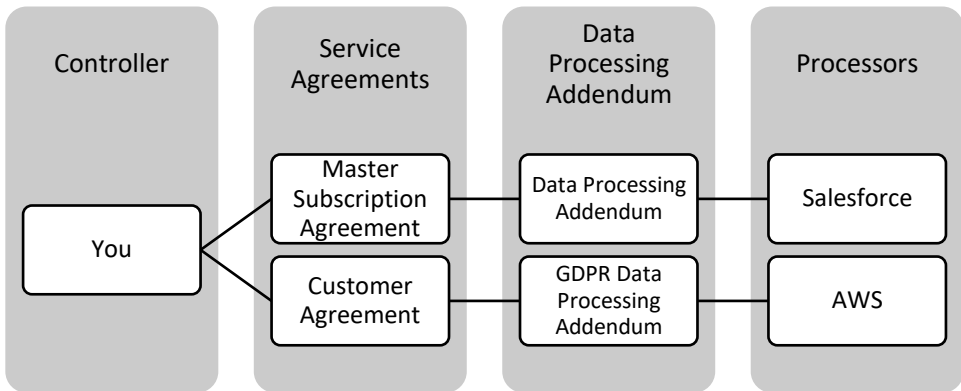 Controller
Service
Agreements
Data
Processing
Addendum
Processors
You
Master
Subscription
Agreement
Data Processing
Addendum
Salesforce
Customer
Agreement
GDPR Data
Processing
Addendum
AWS